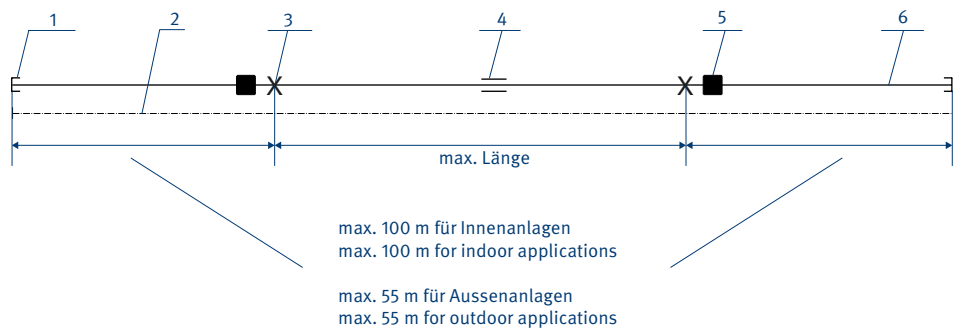 1 2 3 4 5 6
max. Länge
max. 100 m für Innenanlagen
max. 100 m for indoor applications
max. 55 m für Aussenanlagen
max. 55 m for outdoor applications